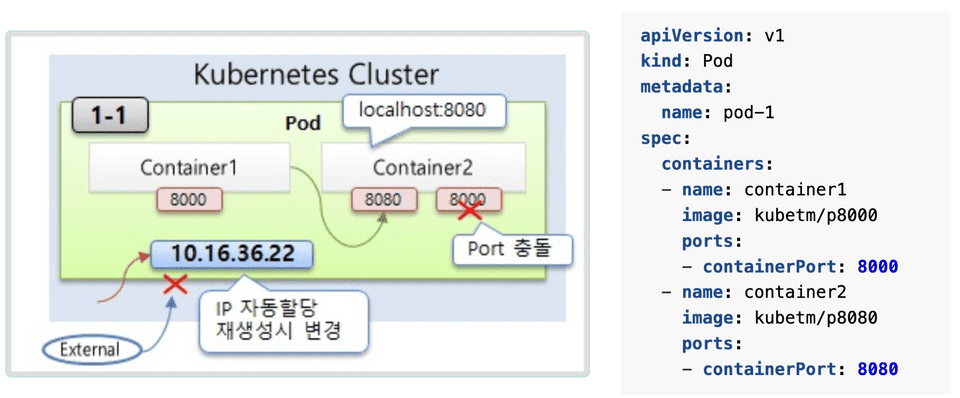 Kubernetes Cluster
1-1
Pod
localhost:8080
Container1
Container2
8000
8080
8000
Port 충돌
10.16.36.22
IP 자동할당
재생성시 변경
External
apiVersion: v1
kind: Pod
metadata:
  name: pod-1
spec:
  containers:
  - name: container1
    image: kubetm/p8000
    ports:
    - containerPort: 8000
  - name: container2
    image: kubetm/p8080
    ports:
    - containerPort: 8080